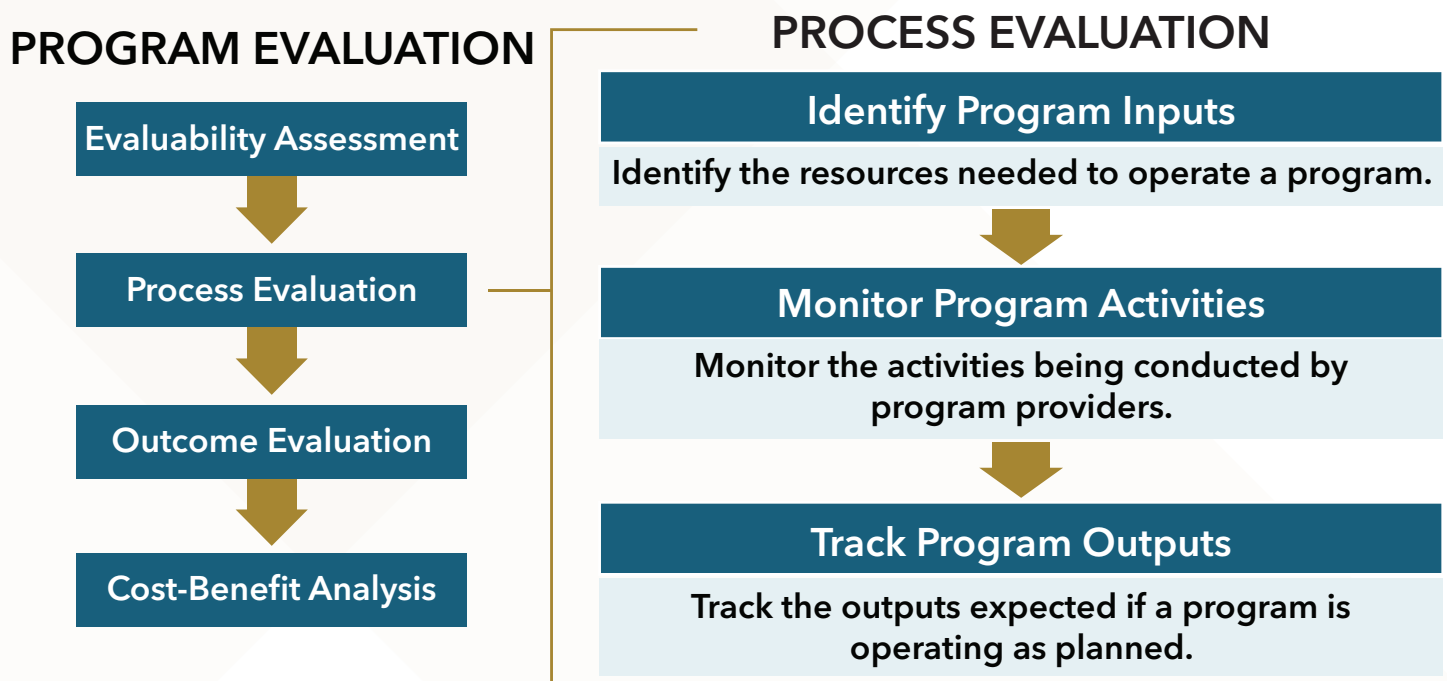 PROGRAM EVALUATION
Evaluability Assessment
Process Evaluation
Outcome Evaluation
Cost-Benefit Analysis
PROCESS EVALUATION
Identify Program Inputs
Identify the resources needed to operate a program.
Monitor Program Activities
Monitor the activities being conducted by
program providers.
Track Program Outputs
Track the outputs expected if a program is
operating as planned.